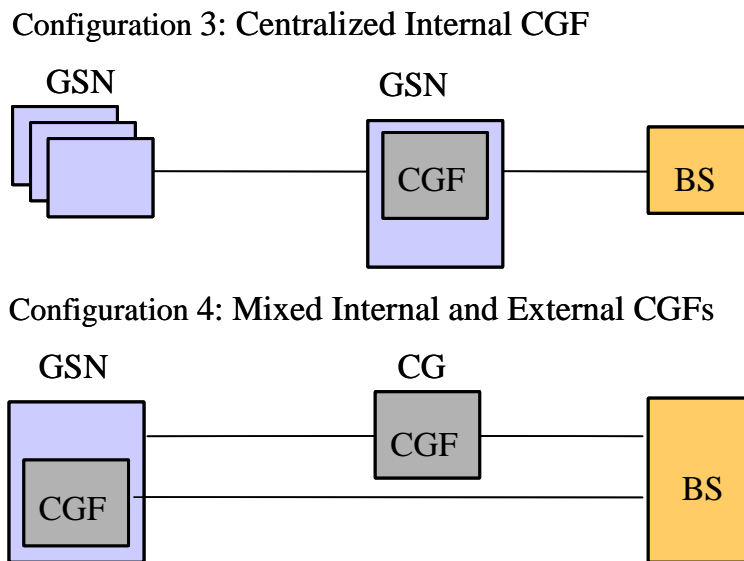 Configuration 3: Centralized Internal CGF
GSN GSN
CGF BS
Configuration 4: Mixed Internal and External CGFs
GSN CG
CGF
BS
CGF